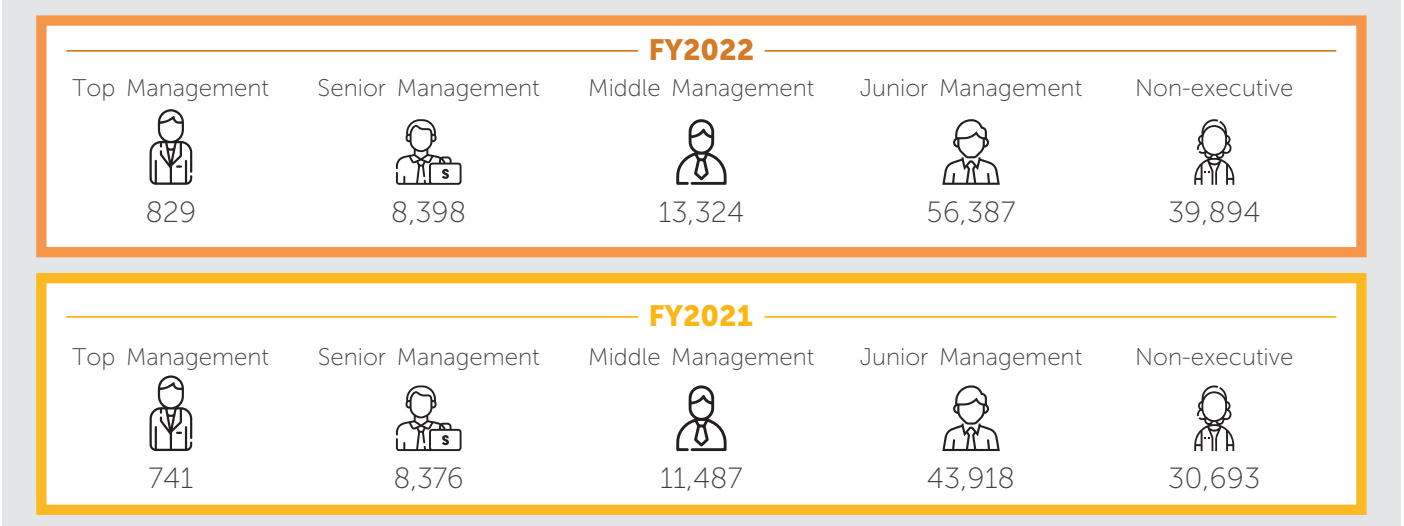 FY2022
Top Management Senior Management Middle Management Junior Management Non-executive
S
829 8,398 13,324 56,387 39,894
FY2021
Top Management Senior Management Middle Management Junior Management Non-executive
S
741 8,376 11,487 43,918 30,693